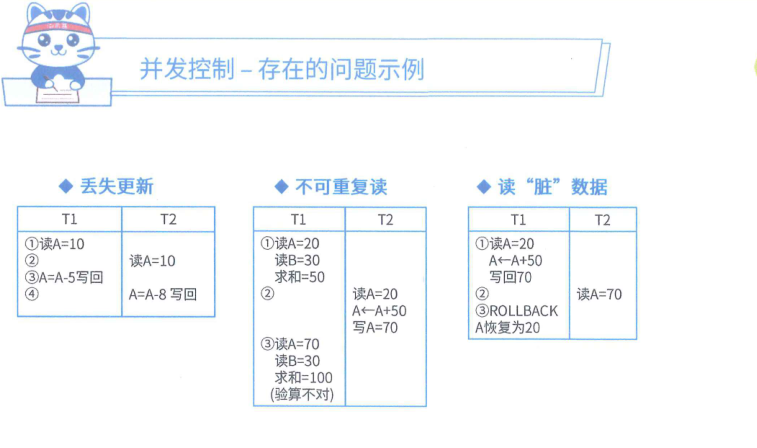 并发控制 – 存在的问题示例
◆ 丢失更新
T1 T2
①读A=10
② 读A=10
③A=A-5写回
④ A=A-8 写回
◆ 不可重复读
T1 T2
①读A=20
读B=30
求和=50
② 读A=20
A←A+50
写A=70
③读A=70
读B=30
求和=100
(验算不对)
◆ 读“脏”数据
T1 T2
①读A=20
A←A+50
写回70
② 读A=70
③ROLLBACK
A恢复为20